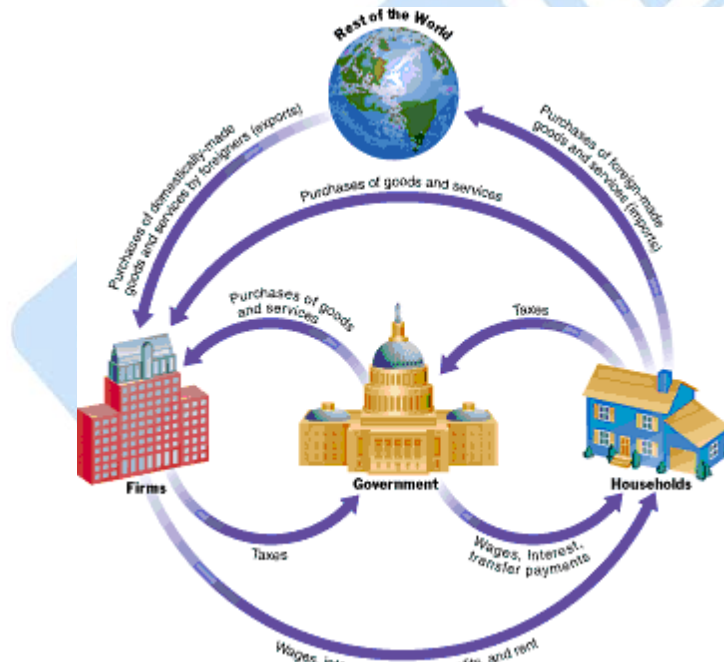 Rest of the World
Purchases of domestically-made
goods and services by foreigners (exports)
Purchases of foreign-made
goods and services (imports)
Purchases of goods and services
Purchases of goods
and services
Taxes
Firms
Government
Households
Taxes
Wages, Interest,
transfer payments
Wages, and rent